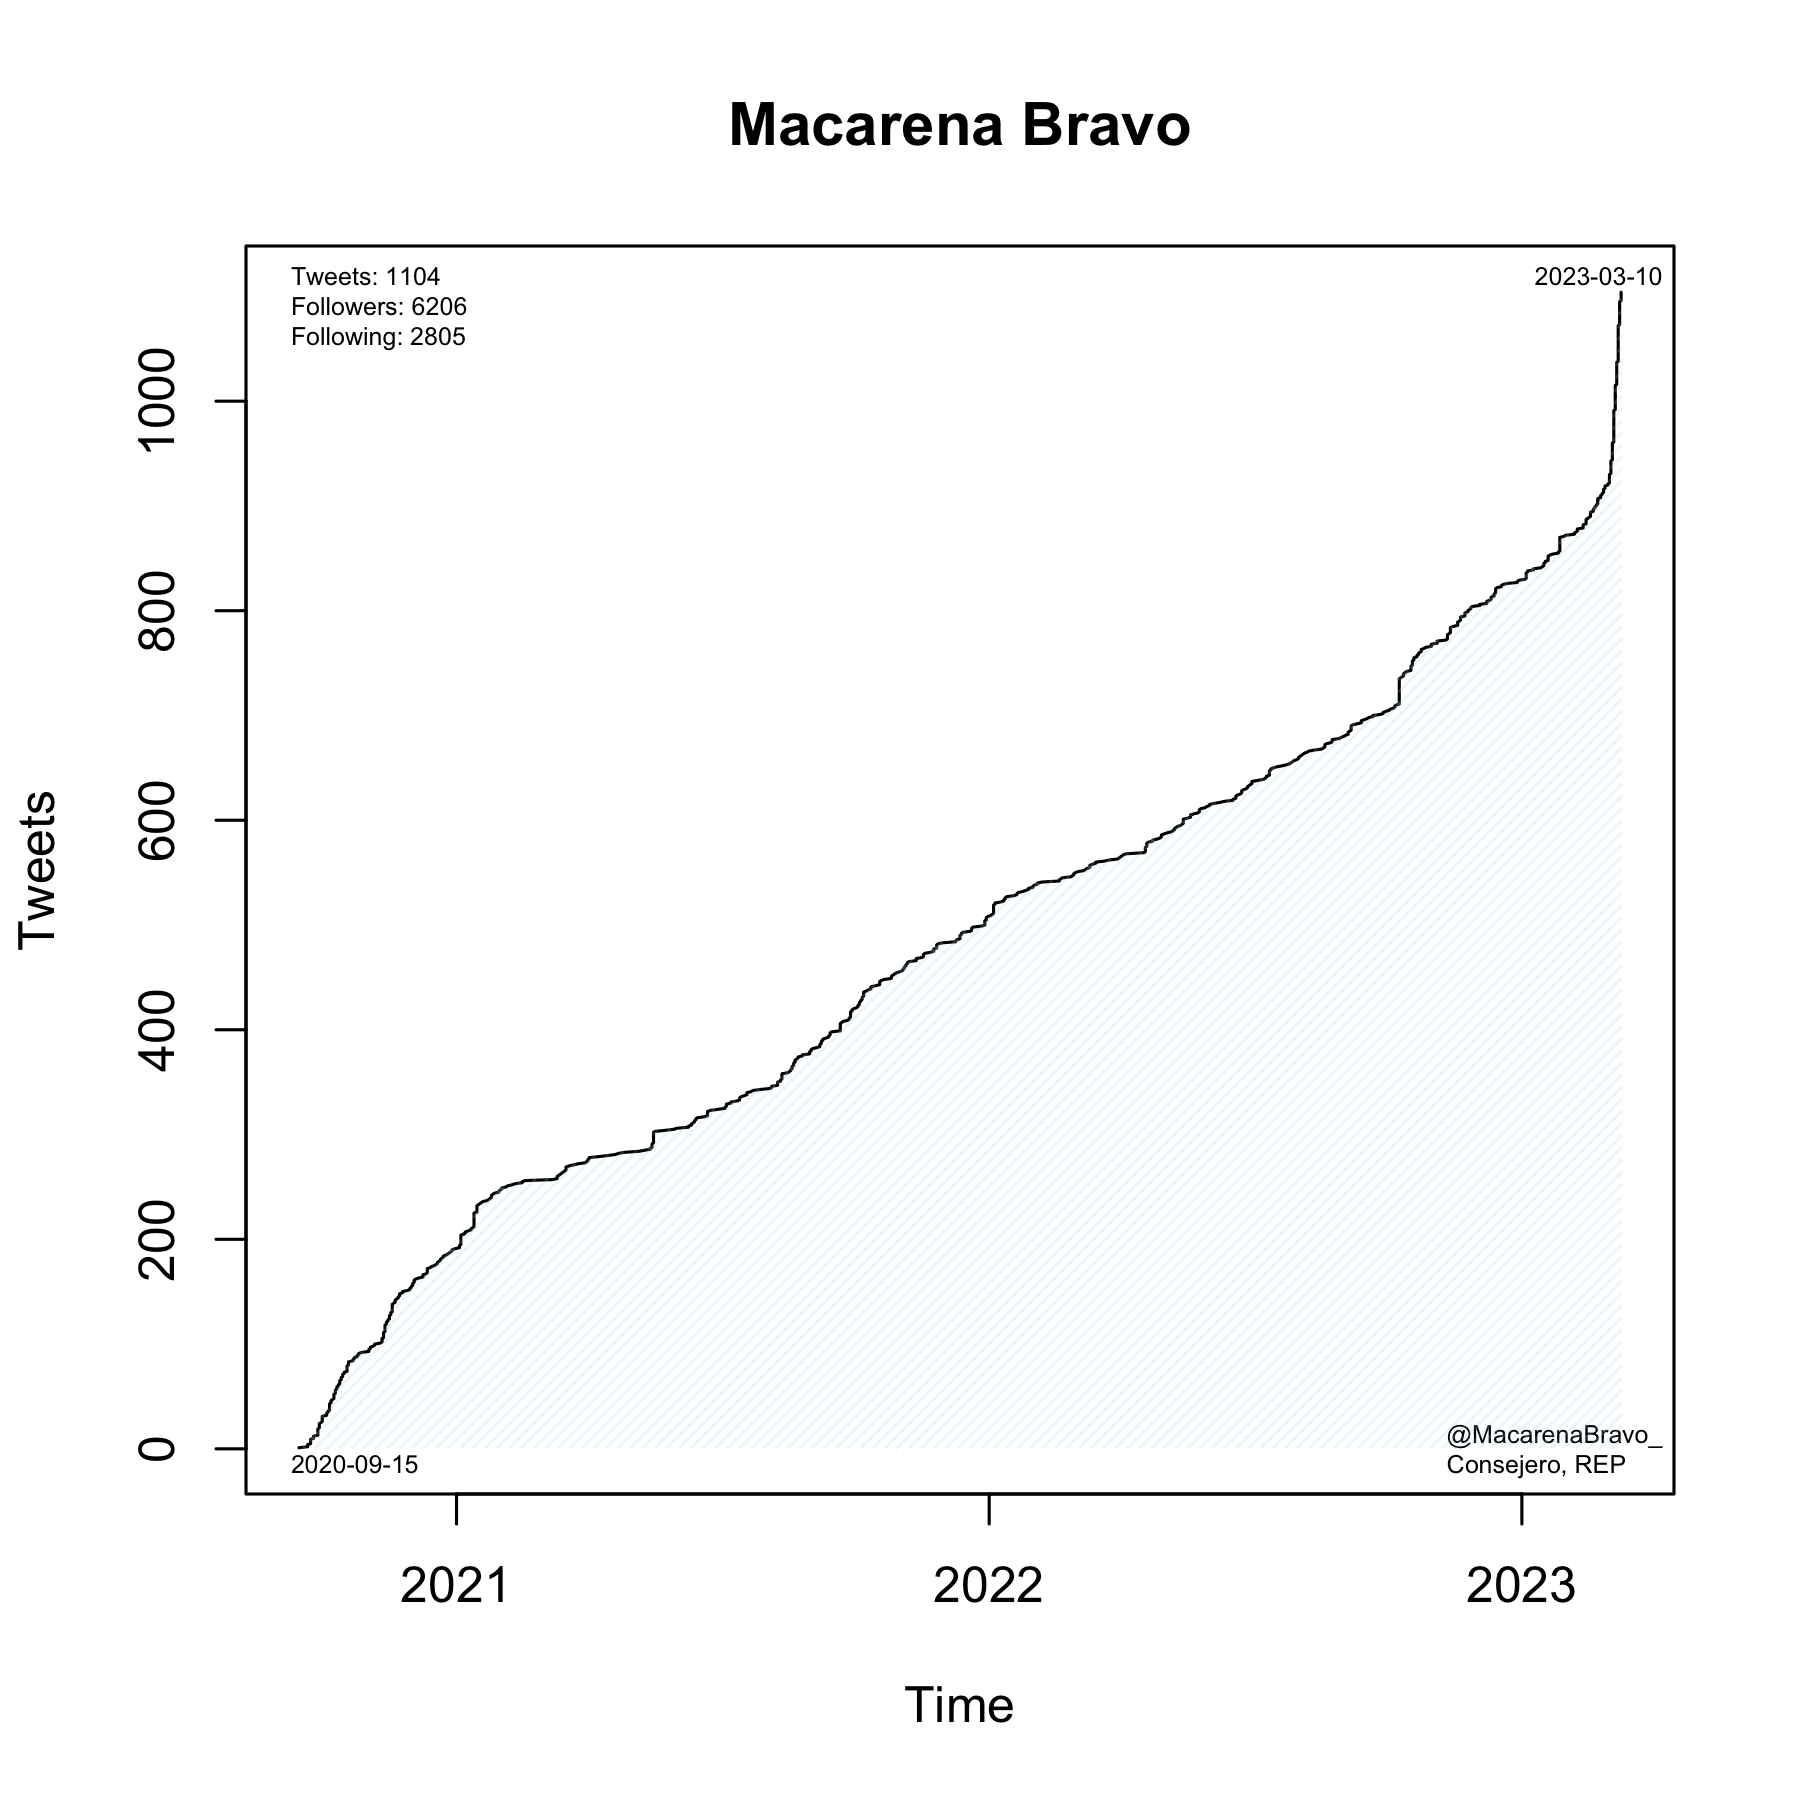 Macarena Bravo
Tweets: 1104
Followers: 6206
Following: 2805
2023-03-10
1000
800
600
400
200
0
Tweets
2020-09-15
@MacarenaBravo_
Consejero, REP
2021
2022
2023
Time